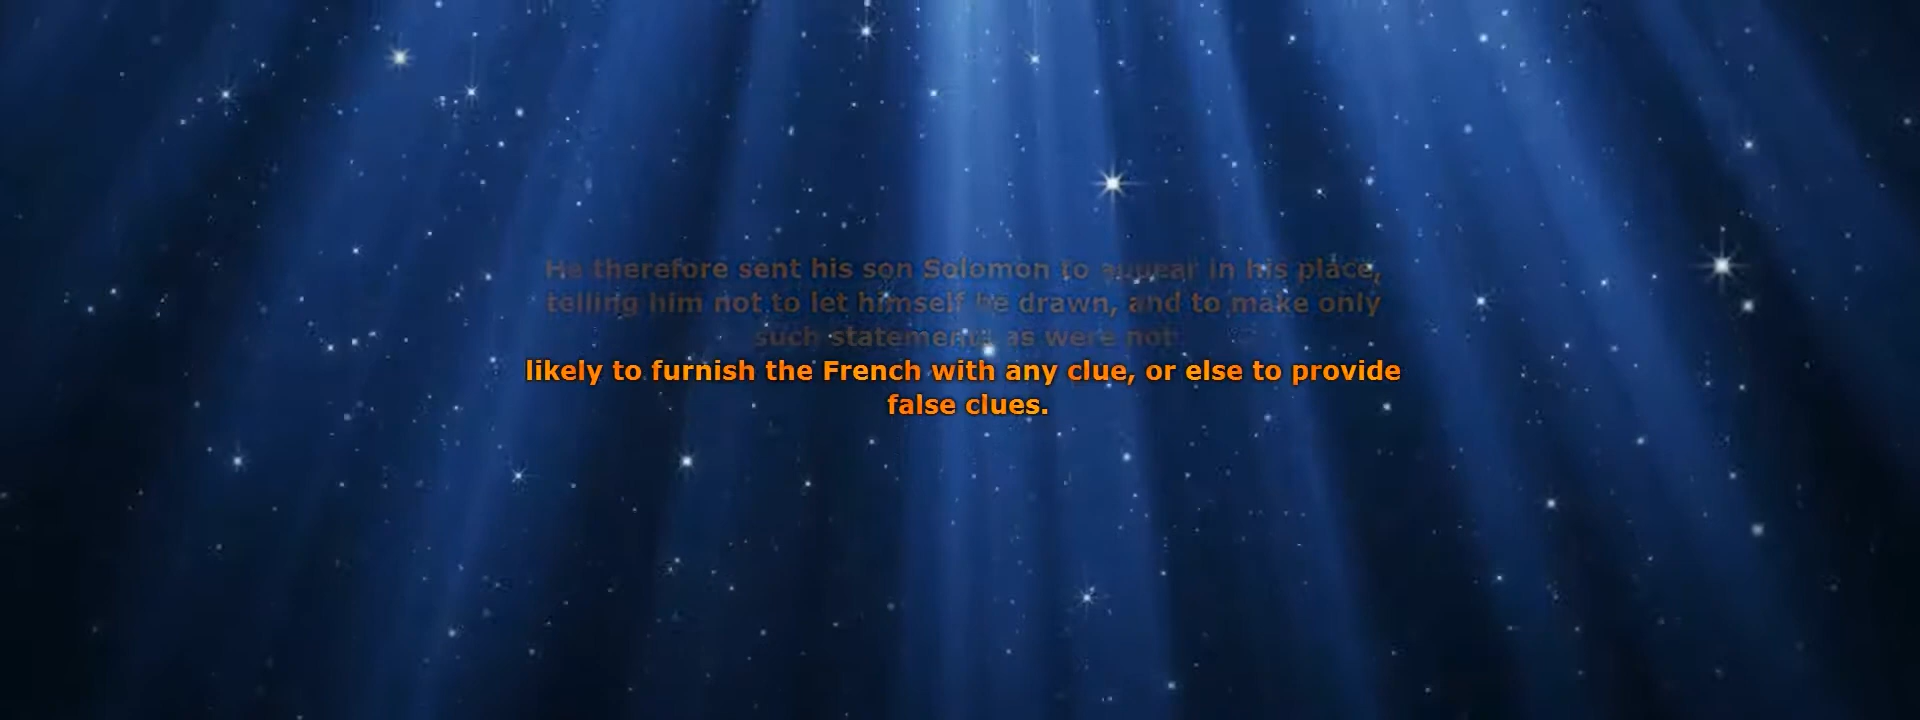 He therefore sent his son Solomon to appear in his place,
telling him not to let himself be drawn, and to make only
such statements as were not
likely to furnish the French with any clue, or else to provide
false clues.